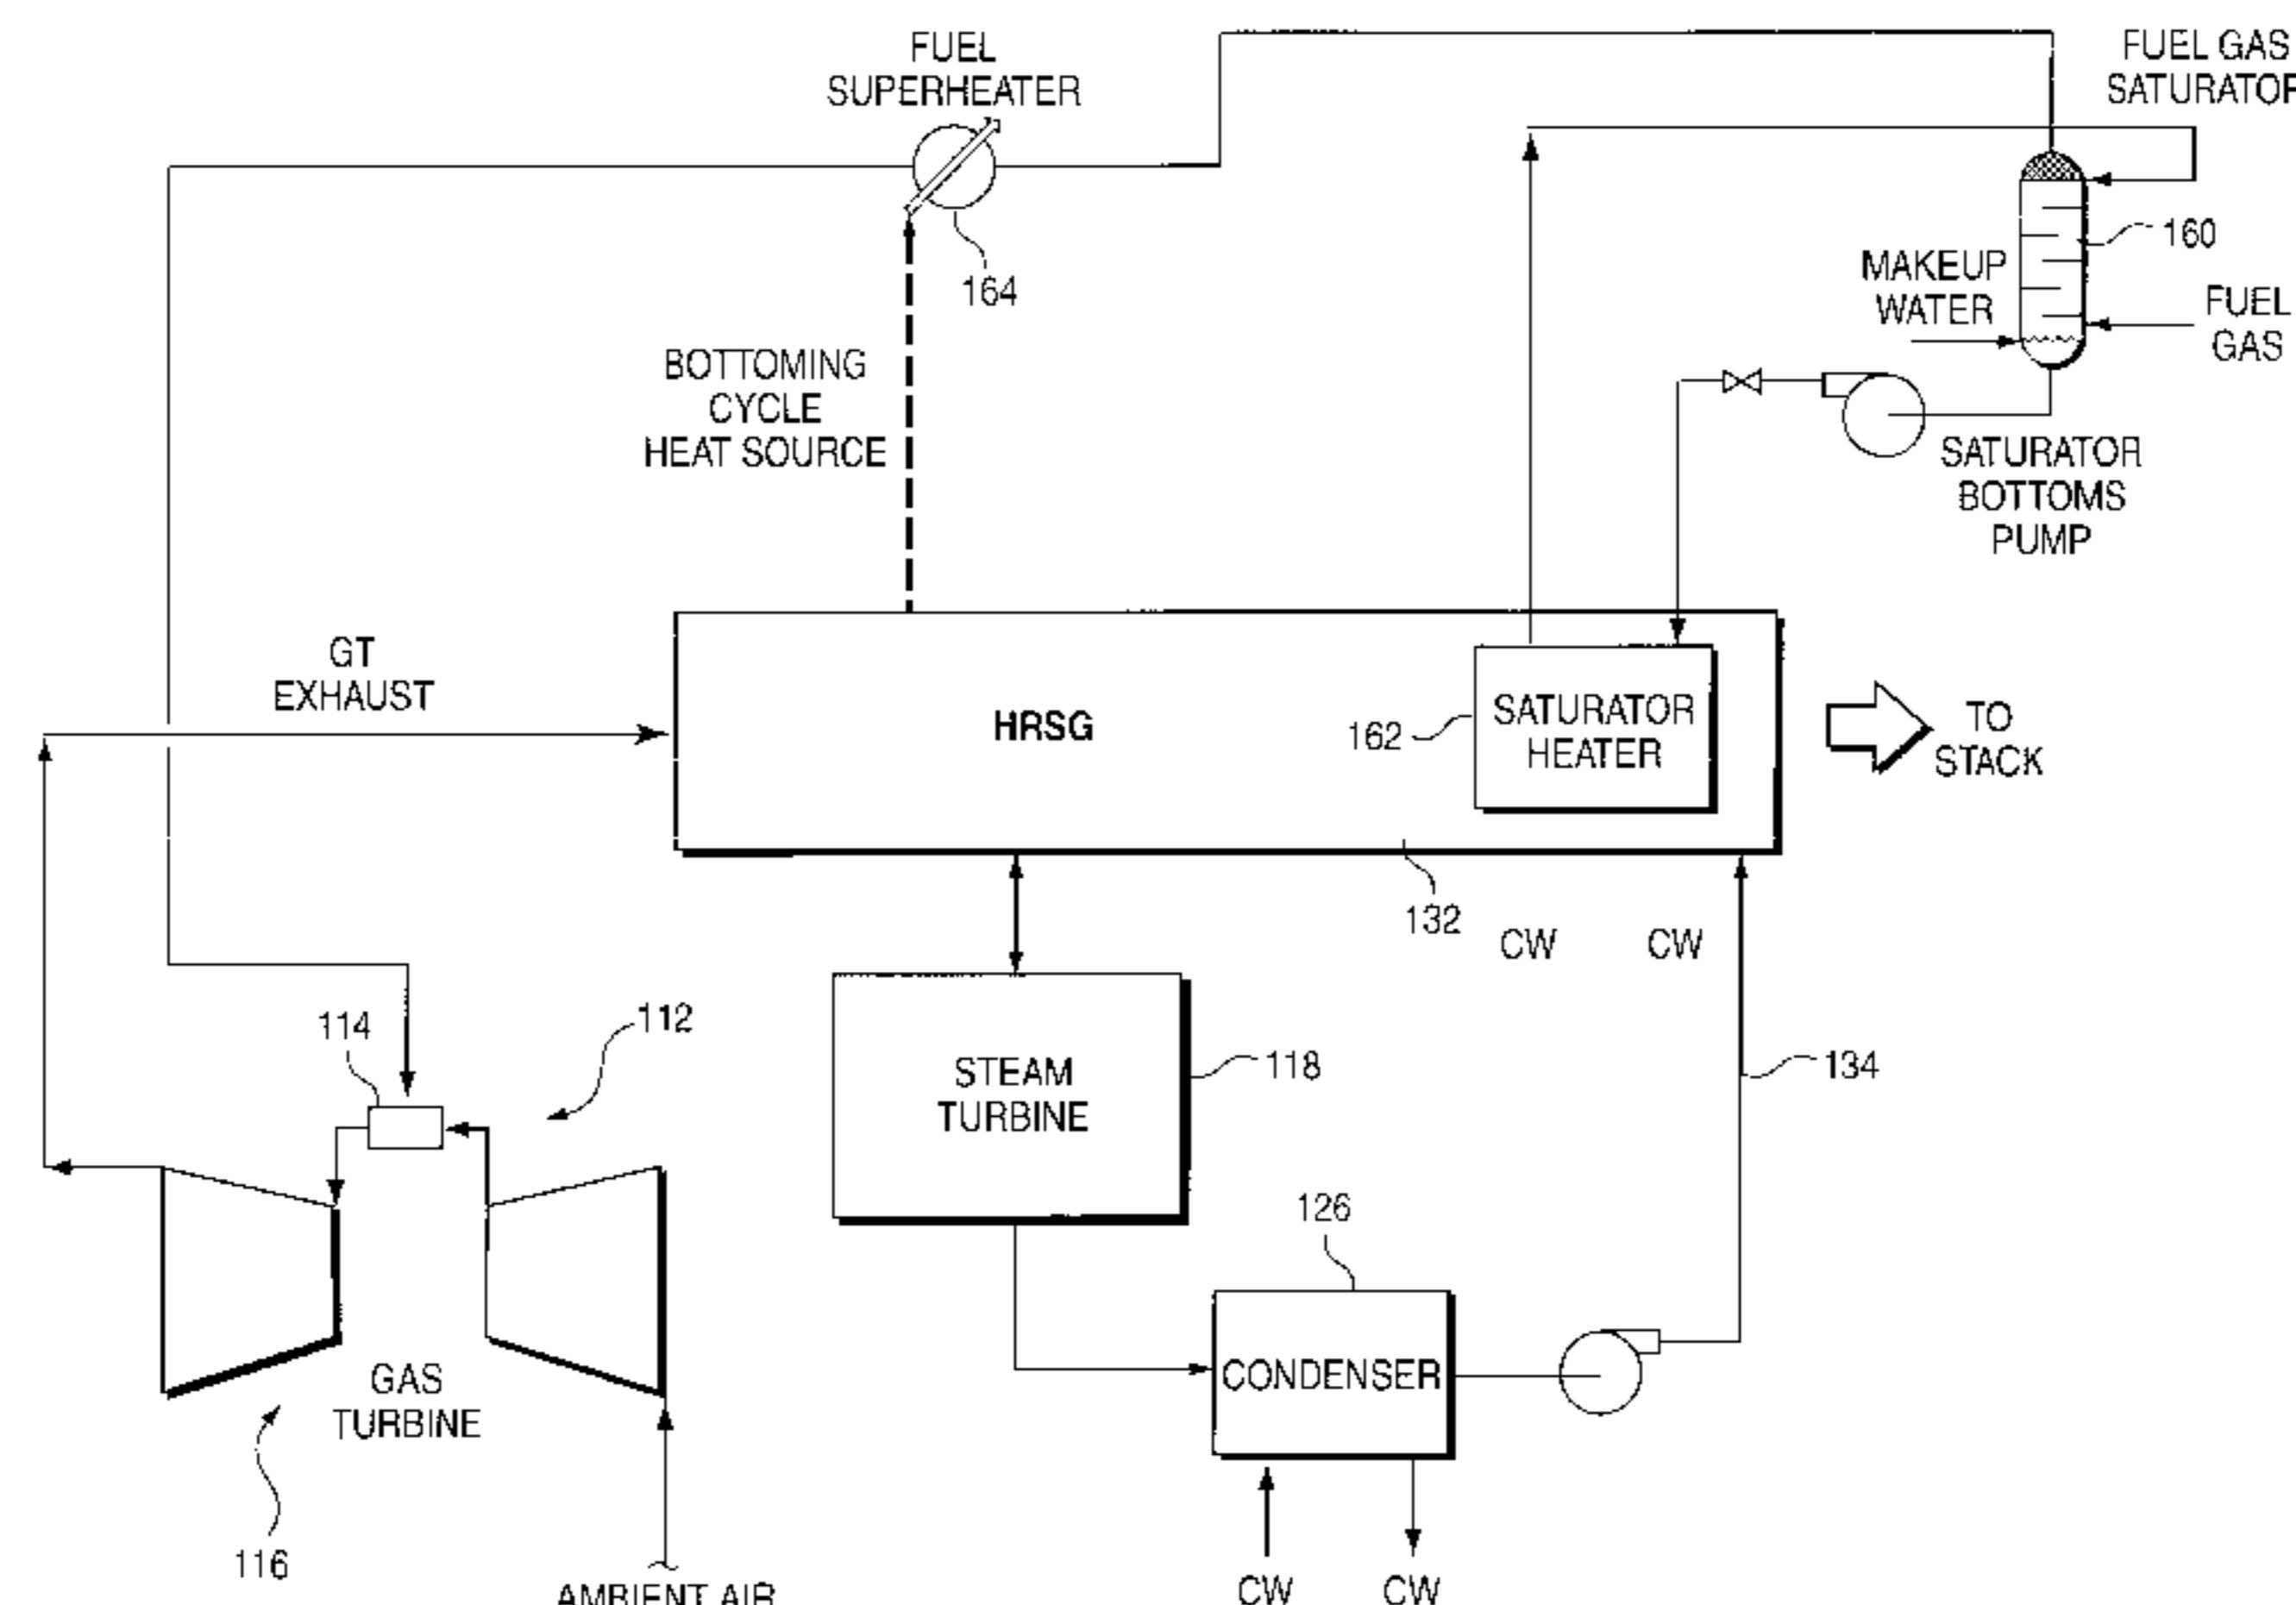 FUEL
SUPERHEATER
FUEL GAS
SATURATOR
164
160
MAKEUP
WATER
FUEL
GAS
BOTTOMING
CYCLE
HEAT SOURCE
SATURATOR
BOTTOMS
PUMP
GT
EXHAUST
HRSG
162
SATURATOR
HEATER
TO
STACK
132
CW
CW
114
112
STEAM
TURBINE
118
134
126
GAS
TURBINE
CONDENSER
116
AMBIENT AIR
CW
CW